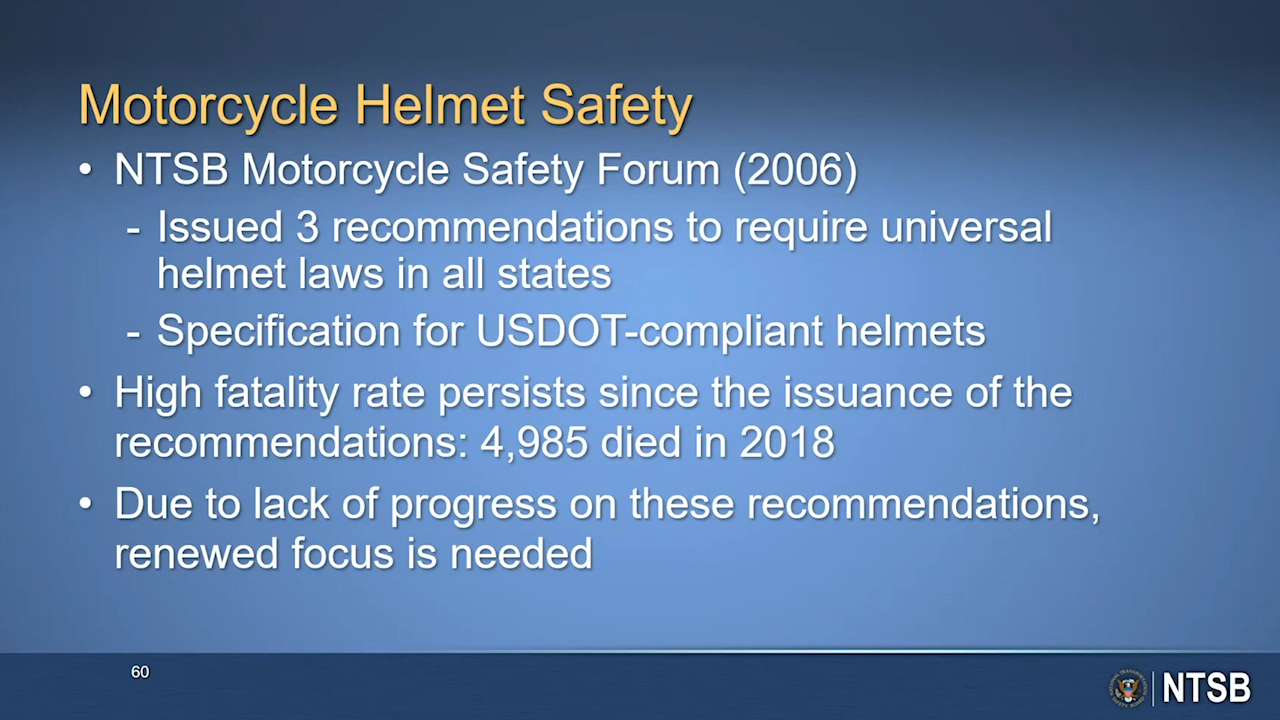 Motorcycle Helmet Safety
• NTSB Motorcycle Safety Forum (2006)
- Issued 3 recommendations to require universal
helmet laws in all states
- Specification for USDOT-compliant helmets
• High fatality rate persists since the issuance of the
recommendations: 4,985 died in 2018
• Due to lack of progress on these recommendations,
renewed focus is needed
60
NTSB